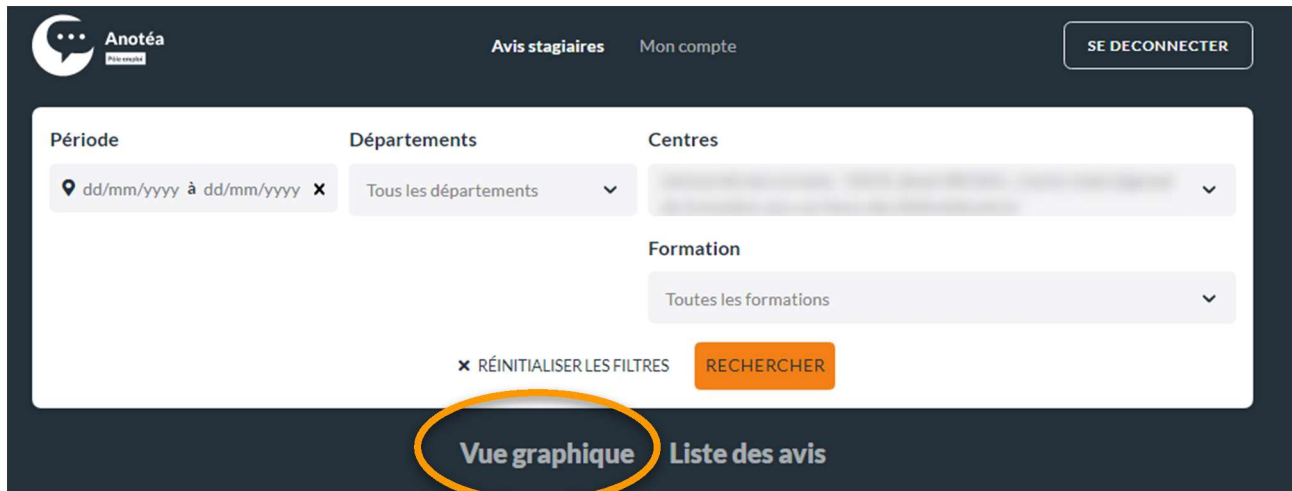 Anotéa
Pôle emploi
Avis stagiaires
Mon compte
SE DECONNECTER
Période
Départements
Centres
dd/mm/yyyy à dd/mm/yyyy
Tous les départements
Formation
Toutes les formations
RÉINITIALISER LES FILTRES
RECHERCHER
Vue graphique
Liste des avis